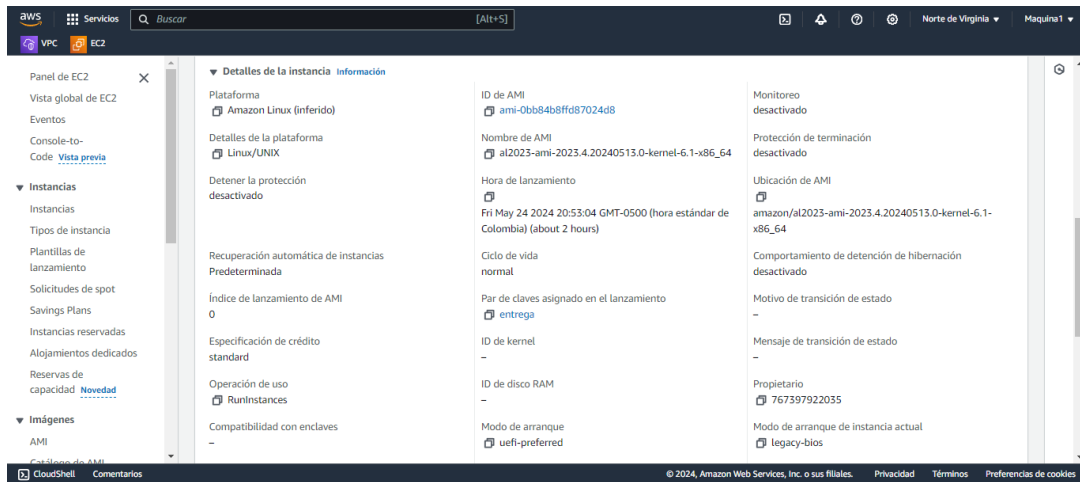 aws
Servicios
Buscar
[Alt+S]
Norte de Virginia
Maquina1
VPC
EC2
Panel de EC2
Vista global de EC2
Eventos
Console-to-
Code Vista previa
Instancias
Instancias
Tipos de instancia
Plantillas de
lanzamiento
Solicitudes de spot
Savings Plans
Instancias reservadas
Alojamientos dedicados
Reservas de
capacidad Novedad
Imágenes
AMI
Catálogo de AMI
Detalles de la instancia Información
Plataforma
Amazon Linux (inferido)
ID de AMI
ami-0bb84b8ffd87024d8
Monitoreo
desactivado
Detalles de la plataforma
Linux/UNIX
Nombre de AMI
al2023-ami-2023.4.20240513.0-kernel-6.1-x86_64
Protección de terminación
desactivado
Detener la protección
desactivado
Hora de lanzamiento
Fri May 24 2024 20:53:04 GMT-0500 (hora estándar de
Colombia) (about 2 hours)
Ubicación de AMI
amazon/al2023-ami-2023.4.20240513.0-kernel-6.1-
x86_64
Recuperación automática de instancias
Predeterminada
Ciclo de vida
normal
Comportamiento de detención de hibernación
desactivado
Índice de lanzamiento de AMI
0
Par de claves asignado en el lanzamiento
entrega
Motivo de transición de estado
–
Especificación de crédito
standard
ID de kernel
–
Mensaje de transición de estado
–
Operación de uso
RunInstances
ID de disco RAM
–
Propietario
767397922035
Compatibilidad con enclaves
–
Modo de arranque
uefi-preferred
Modo de arranque de instancia actual
legacy-bios
CloudShell
Comentarios
© 2024, Amazon Web Services, Inc. o sus filiales.
Privacidad
Términos
Preferencias de cookies